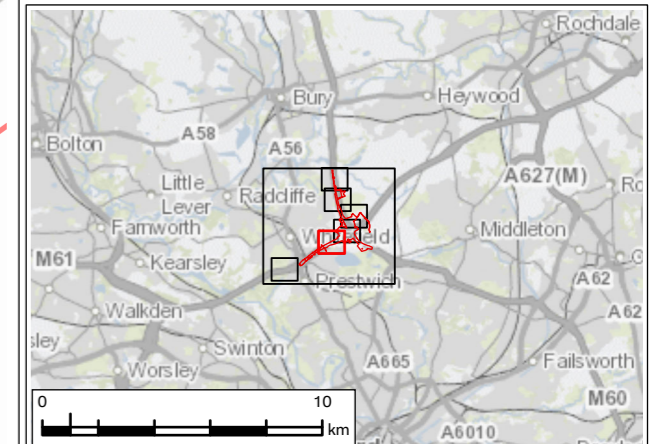 Rochdale
Bury
Heywood
A58
Bolton
A56
A627(M)
Little
Lever
Radcliffe
Ro
Farnworth
Middleton
M61
Kearsley
A62
Prestwich
Walkden
A62
sley
Swinton
A665
Failsworth
Worsley
M60
0
10
km
A6010